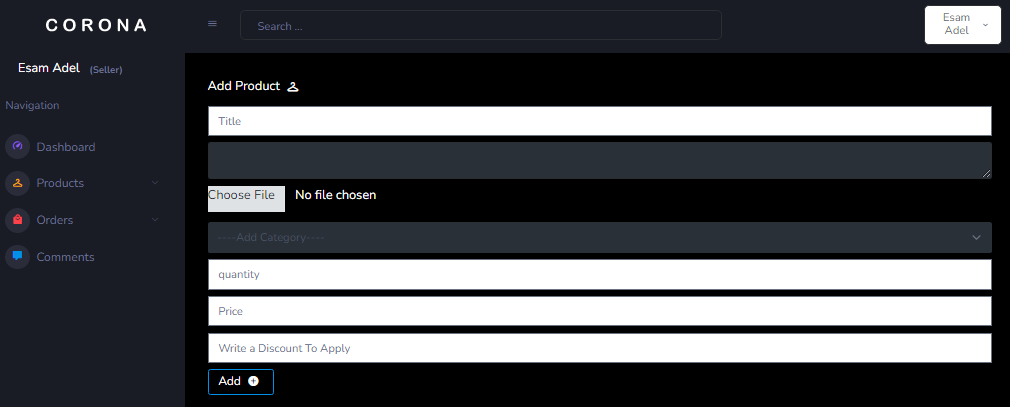 CORONA
Search ...
Esam
Adel
Esam Adel (Seller)
Navigation
Dashboard
Products
Orders
Comments
Add Product
Title
Choose File No file chosen
----Add Category----
quantity
Price
Write a Discount To Apply
Add